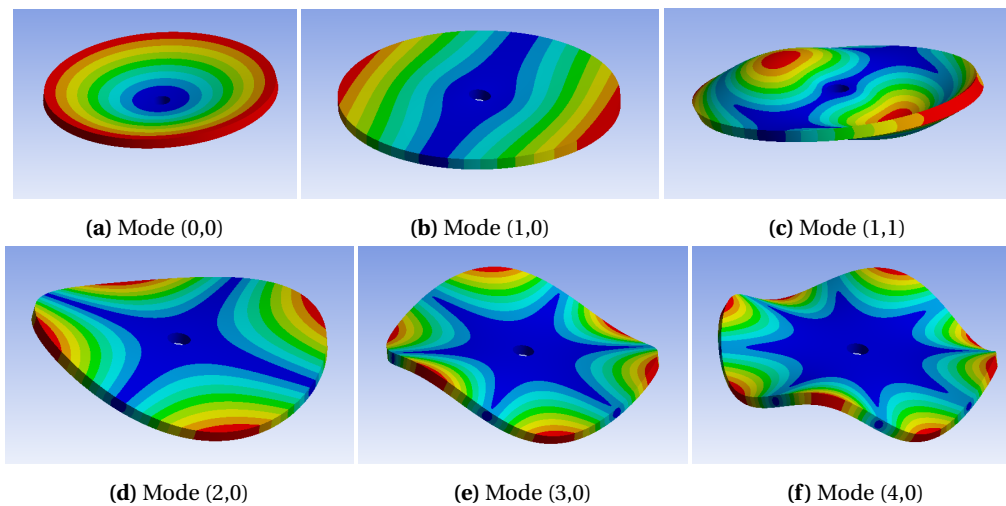 (a) Mode (0,0)
(b) Mode (1,0)
(c) Mode (1,1)
(d) Mode (2,0)
(e) Mode (3,0)
(f) Mode (4,0)